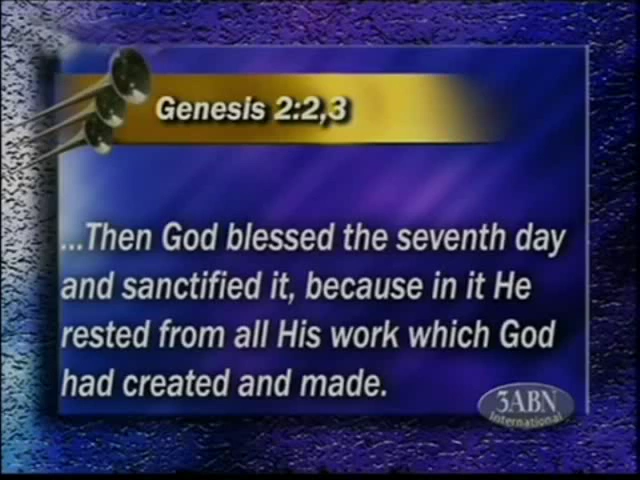 Genesis 2:2,3
...Then God blessed the seventh day
and sanctified it, because in it He
rested from all His work which God
had created and made.
3ABN
International